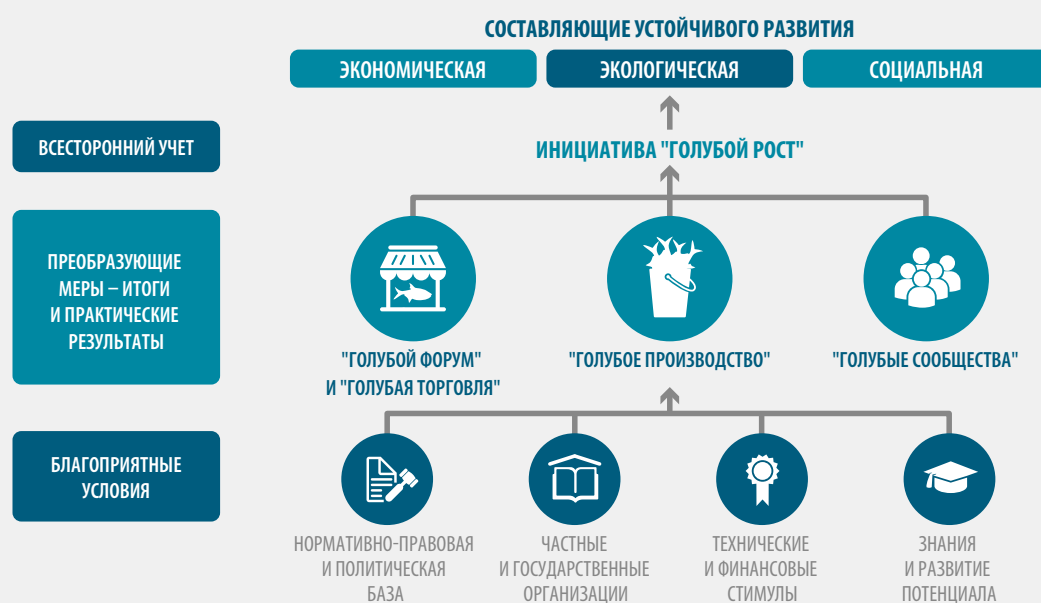 СОСТАВЛЯЮЩИЕ УСТОЙЧИВОГО РАЗВИТИЯ
ЭКОНОМИЧЕСКАЯ
ЭКОЛОГИЧЕСКАЯ
СОЦИАЛЬНАЯ
ВСЕСТОРОННИЙ УЧЕТ
ИНИЦИАТИВА "ГОЛУБОЙ РОСТ"
ПРЕОБРАЗУЮЩИЕ
МЕРЫ – ИТОГИ
И ПРАКТИЧЕСКИЕ
РЕЗУЛЬТАТЫ
"ГОЛУБОЙ ФОРУМ"
И "ГОЛУБАЯ ТОРГОВЛЯ"
"ГОЛУБОЕ ПРОИЗВОДСТВО"
"ГОЛУБЫЕ СООБЩЕСТВА"
БЛАГОПРИЯТНЫЕ
УСЛОВИЯ
НОРМАТИВНО-ПРАВОВАЯ
И ПОЛИТИЧЕСКАЯ
БАЗА
ЧАСТНЫЕ
И ГОСУДАРСТВЕННЫЕ
ОРГАНИЗАЦИИ
ТЕХНИЧЕСКИЕ
И ФИНАНСОВЫЕ
СТИМУЛЫ
ЗНАНИЯ
И РАЗВИТИЕ
ПОТЕНЦИАЛА